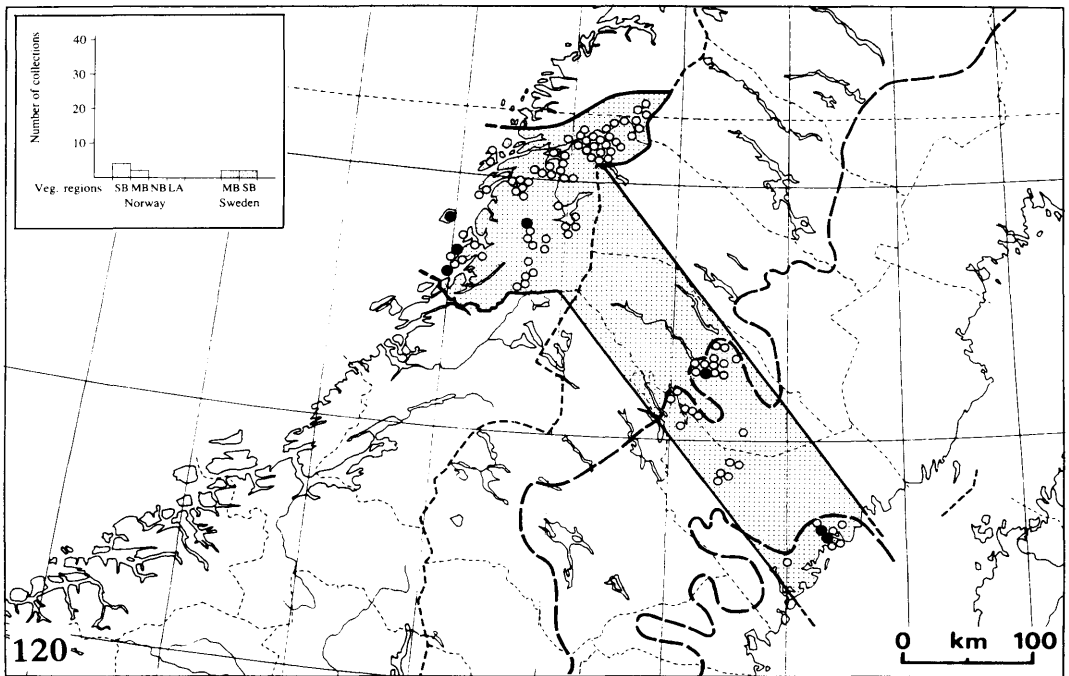 Number of collections
40
30
20
10
Veg. regions SB MB NB LA MB SB
Norway Sweden
120
0 km 100